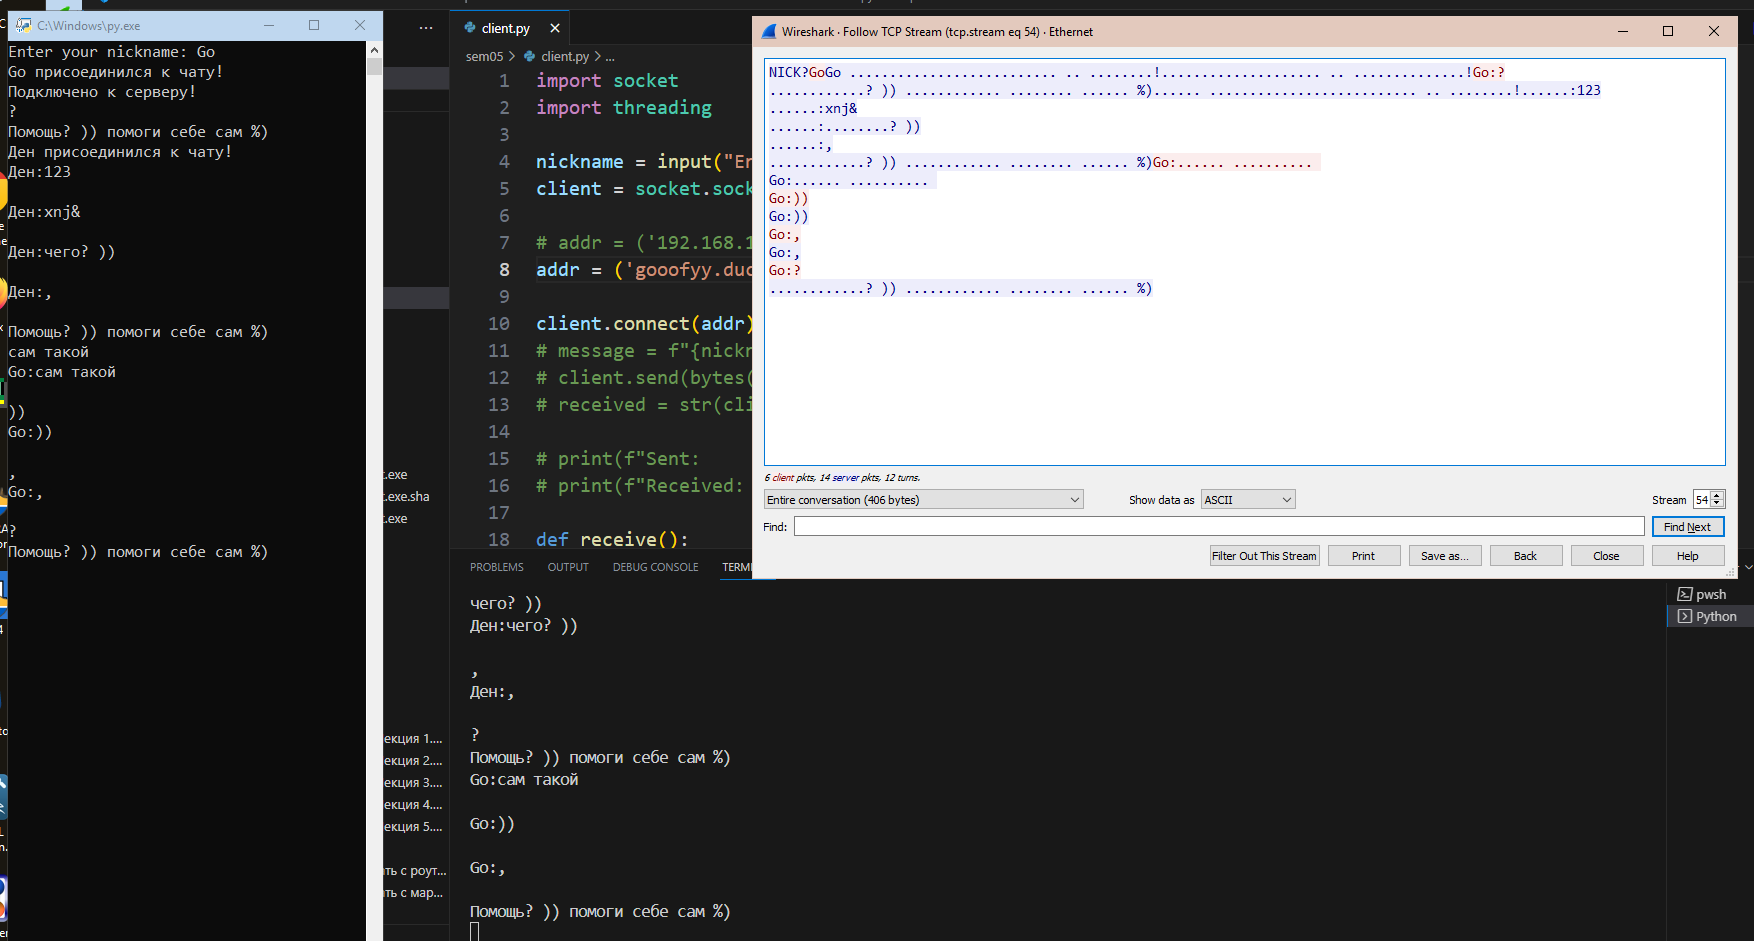 C:\Windows\py.exe
Enter your nickname: Go
Go присоединился к чату!
Подключено к серверу!
?
Помощь? )) помоги себе сам %)
Ден присоединился к чату!
Ден:123
Ден:xnj&
Ден:чего? ))
Ден:,
Помощь? )) помоги себе сам %)
сам такой
Go:сам такой
))
Go:))
,
Go:,
?
Помощь? )) помоги себе сам %)
.exe
.exe.sha
.exe
екция 1....
екция 2....
екция 3....
екция 4....
екция 5....
ть с роут...
ть с мар...
client.py
sem05 > client.py > ...
1 import socket
2 import threading
3
4 nickname = input("En
5 client = socket.sock
6
7 # addr = ('192.168.1
8 addr = ('gooofyy.duc
9
10 client.connect(addr)
11 # message = f"{nickn
12 # client.send(bytes(
13 # received = str(cli
14
15 # print(f"Sent:
16 # print(f"Received:
17
18 def receive():
PROBLEMS OUTPUT DEBUG CONSOLE TERM
чего? ))
Ден:чего? ))
,
Ден:,
?
Помощь? )) помоги себе сам %)
Go:сам такой
Go:))
Go:,
Помощь? )) помоги себе сам %)
pwsh
Python
Wireshark · Follow TCP Stream (tcp.stream eq 54) · Ethernet
NICK?GoGo .......................... .. ........!.................... .....................!Go:?
............? )) ............ ........ ...... %)...... .......................... .. ........!......:123
......:xnj&
......:........? ))
......:,
............? )) ............ ........ ...... %)Go:...... ..........
Go:...... ..........
Go:))
Go:))
Go:,
Go:,
Go:?
............? )) ............ ........ ...... %)
6 client pkts, 14 server pkts, 12 turns.
Entire conversation (406 bytes) Show data as ASCII Stream 54
Find: Find Next
Filter Out This Stream Print Save as... Back Close Help